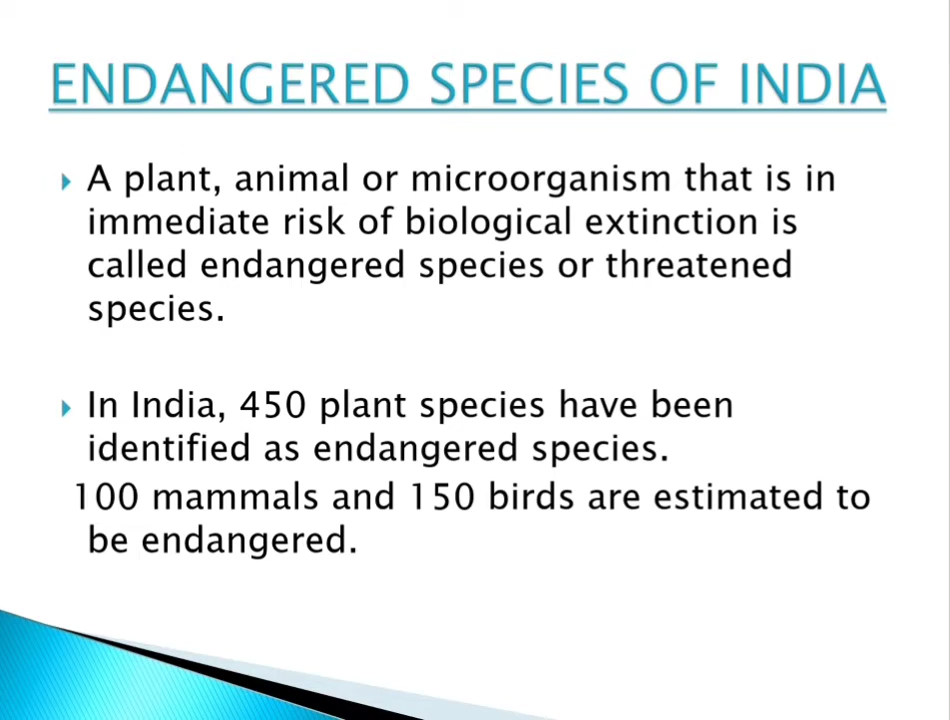 ENDANGERED SPECIES OF INDIA
A plant, animal or microorganism that is in
immediate risk of biological extinction is
called endangered species or threatened
species.
In India, 450 plant species have been
identified as endangered species.
100 mammals and 150 birds are estimated to
be endangered.